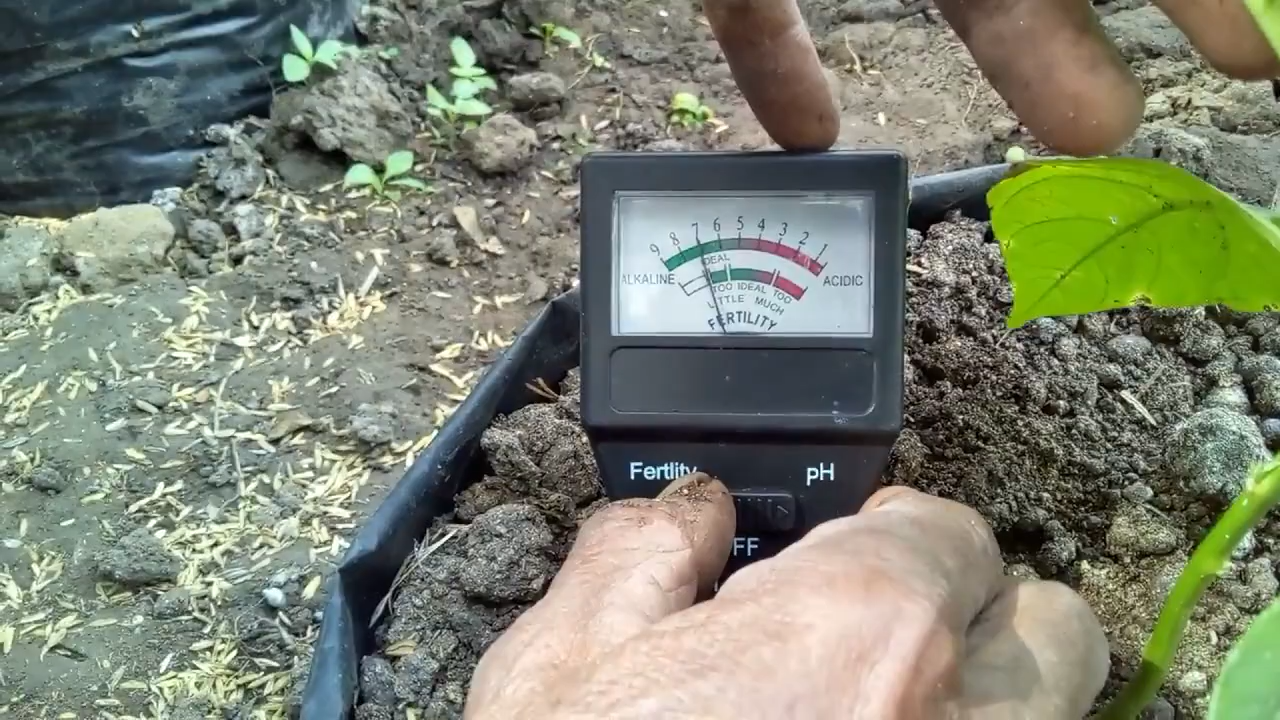 9 8 7 6 5 4 3 2 1
IDEAL
ALKALINE ACIDIC
TOO IDEAL TOO
LITTLE MUCH
FERTILITY
Fertlity pH
FF